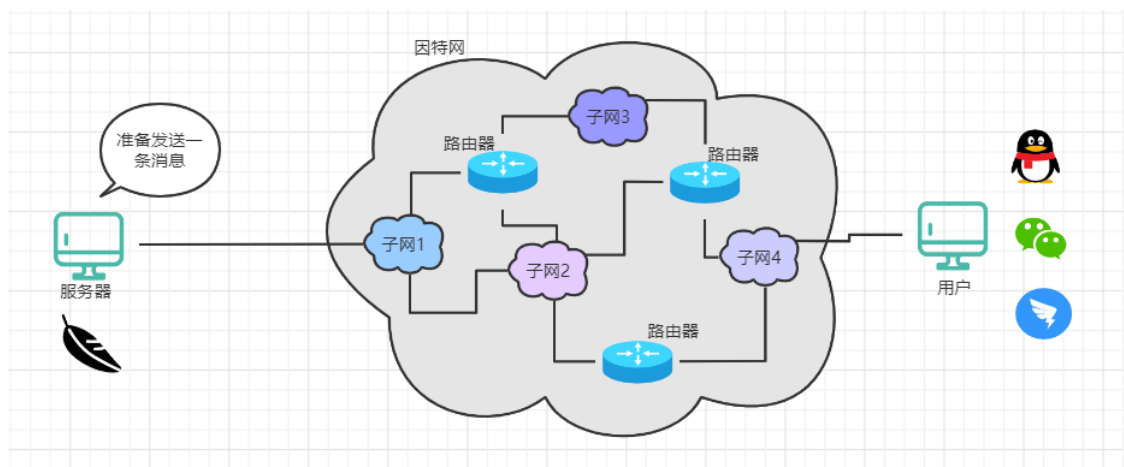 因特网
准备发送一
条消息
子网3
路由器
路由器
子网1
子网2
子网4
服务器
用户
路由器